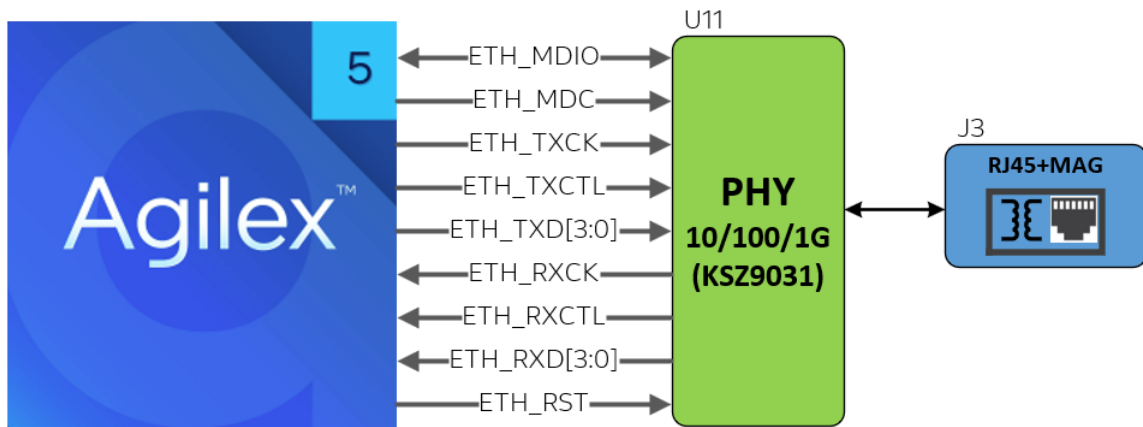 5
Agilex™
ETH_MDIO
ETH_MDC
ETH_TXCK
ETH_TXCTL
ETH_TXD[3:0]
ETH_RXCK
ETH_RXCTL
ETH_RXD[3:0]
ETH_RST
U11
PHY
10/100/1G
(KSZ9031)
J3
RJ45+MAG